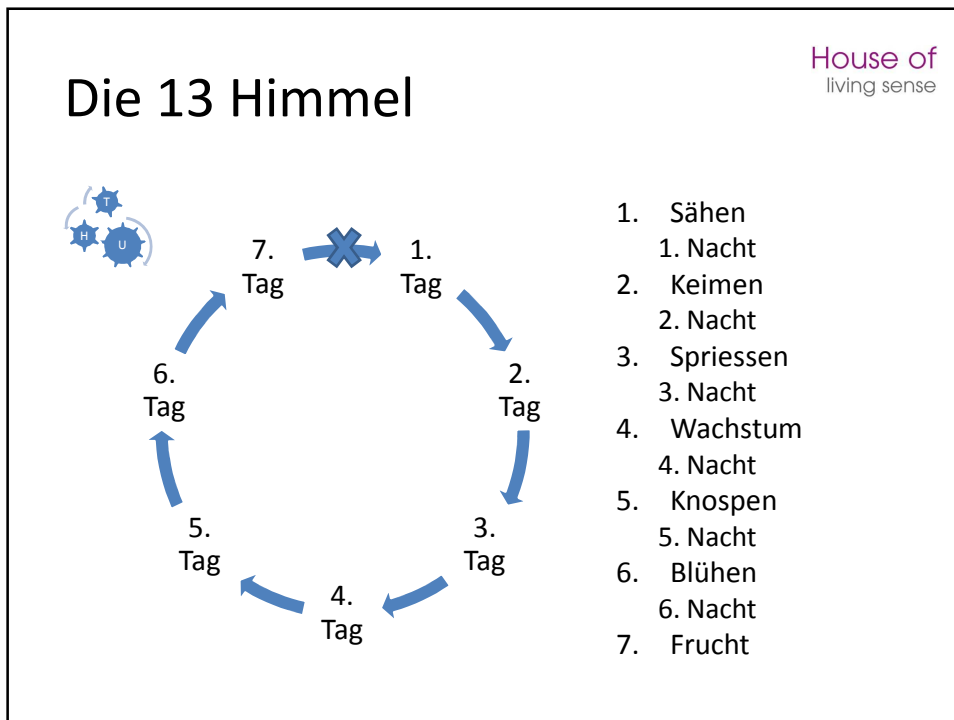 House of
living sense
Die 13 Himmel
T
H
U
7.
Tag
1.
Tag
6.
Tag
2.
Tag
5.
Tag
3.
Tag
4.
Tag
1. Sähen
1. Nacht
2. Keimen
2. Nacht
3. Spriessen
3. Nacht
4. Wachstum
4. Nacht
5. Knospen
5. Nacht
6. Blühen
6. Nacht
7. Frucht